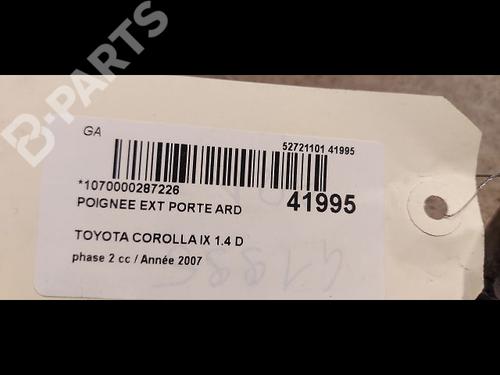 B-PARTS
GA
52721101 41995
*1070000287226
POIGNEE EXT PORTE ARD
41995
TOYOTA COROLLA IX 1.4 D
phase 2 cc / Année 2007
41995